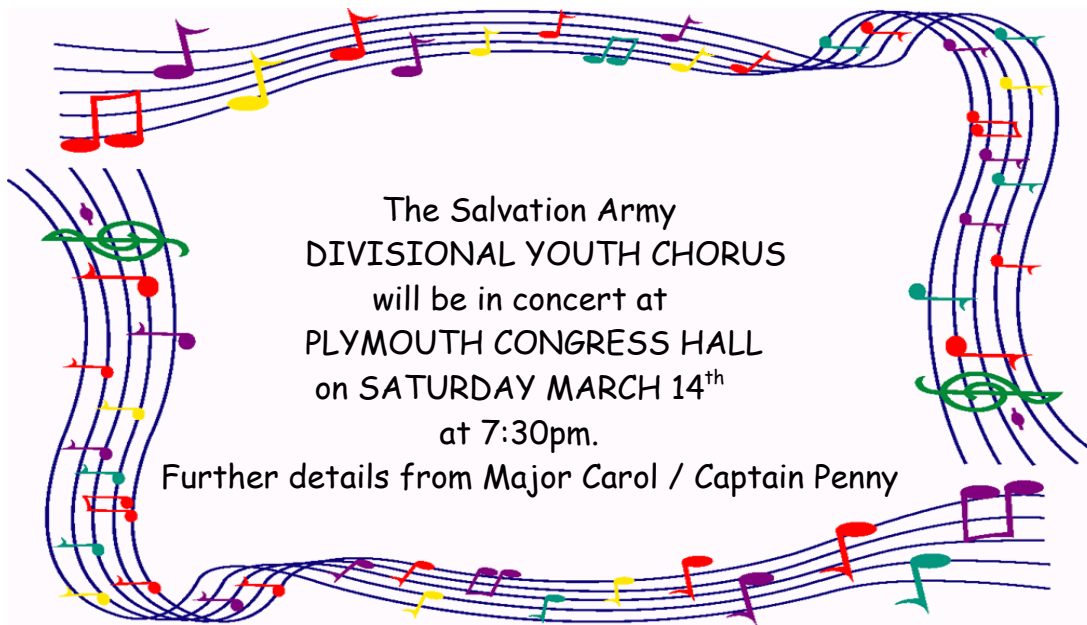 The Salvation Army
DIVISIONAL YOUTH CHORUS
will be in concert at
PLYMOUTH CONGRESS HALL
on SATURDAY MARCH 14th
at 7:30pm.
Further details from Major Carol / Captain Penny